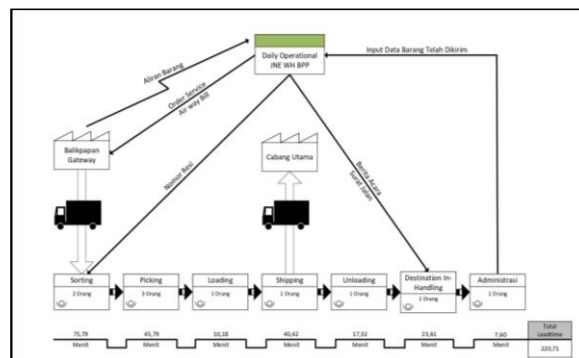 Daily Operational
JNE WH BPP
Input Data Barang Telah Dikirim
Aliran Barang
Order Service
Air way Bill
Balikpapan
Gateway
Cabang Utama
Nomor Resi
Berita Acara
Surat Jalan
Sorting
2 Orang
Picking
3 Orang
Loading
1 Orang
Shipping
1 Orang
Unloading
1 Orang
Destination In-
Handling
1 Orang
Administrasi
1 Orang
75,79
Menit
45,79
Menit
10,18
Menit
40,42
Menit
17,32
Menit
23,61
Menit
7,60
Menit
Total
Leadtime
220,71